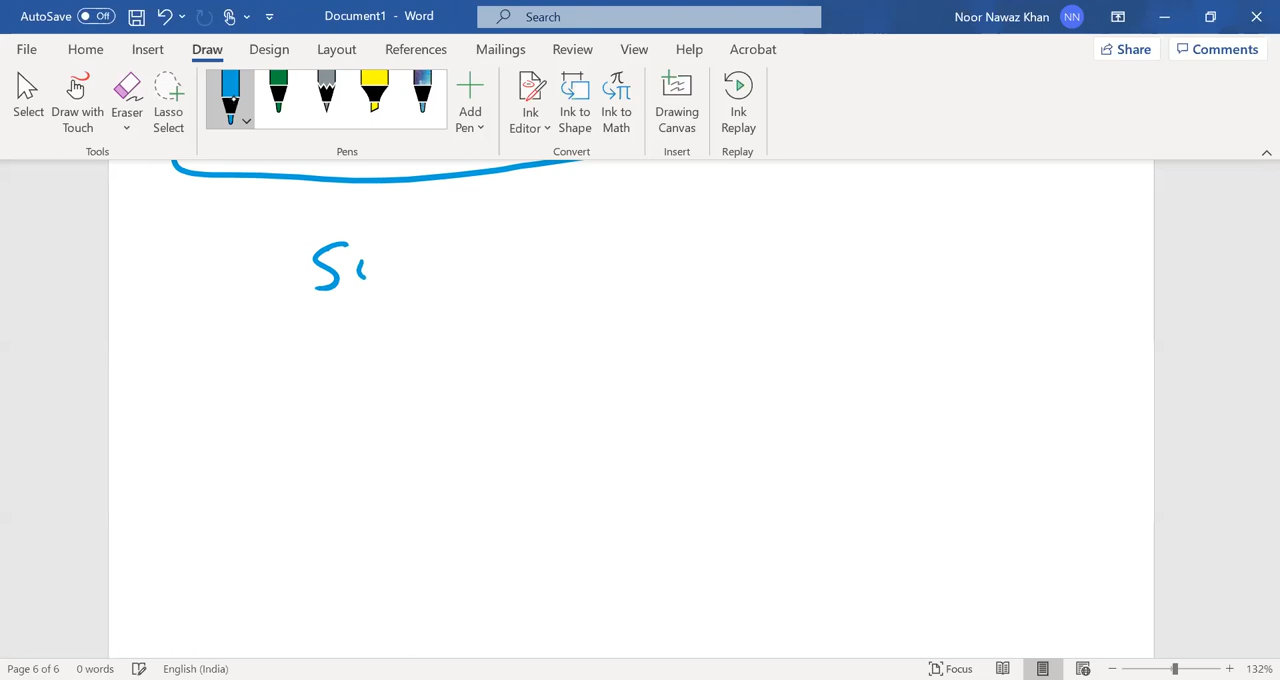 AutoSave Off Document1 - Word Search Noor Nawaz Khan NN
File Home Insert Draw Design Layout References Mailings Review View Help Acrobat Share Comments
Select Draw with Touch Eraser Lasso Select Add Pen Ink Editor Ink to Shape Ink to Math Drawing Canvas Ink Replay
Tools Pens Convert Insert Replay
S
Page 6 of 6 0 words English (India) Focus 132%